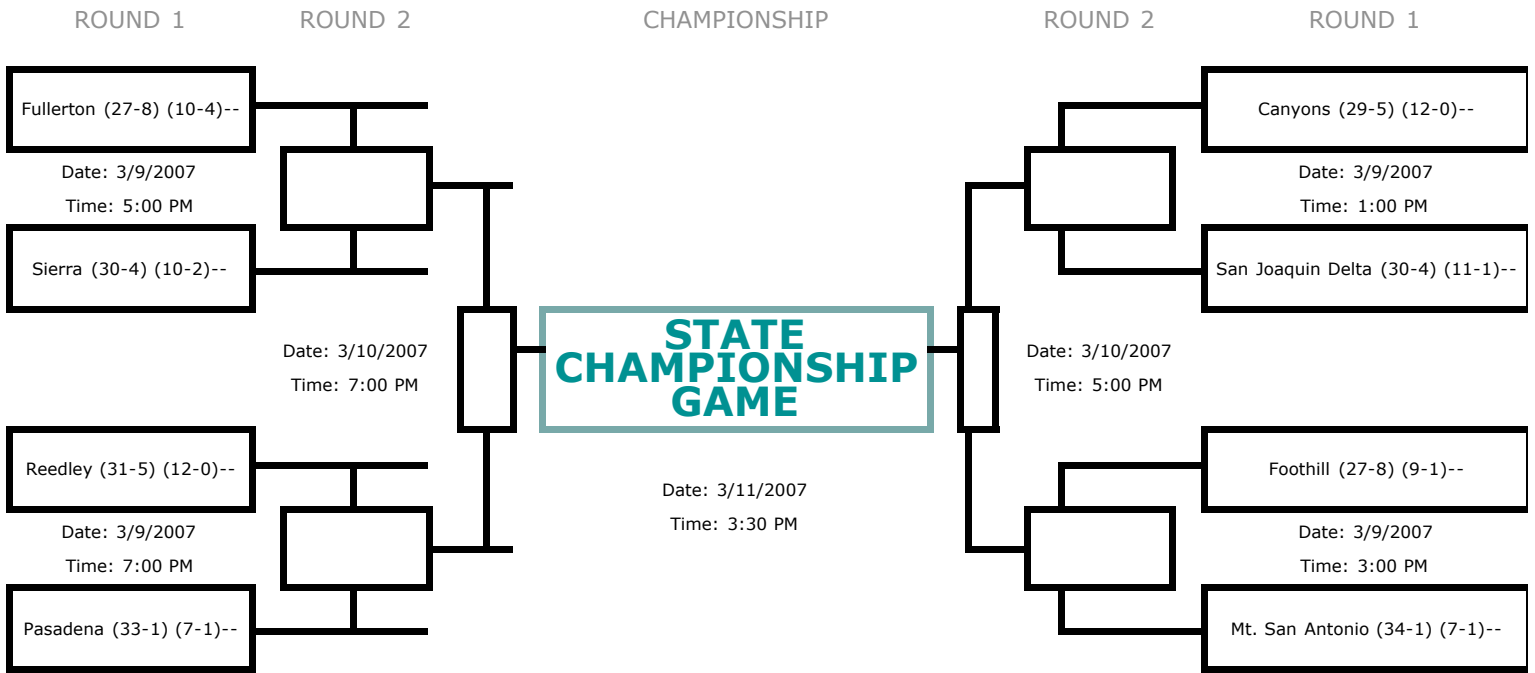 ROUND 1
ROUND 2
CHAMPIONSHIP
ROUND 2
ROUND 1
Fullerton (27-8) (10-4)--
Date: 3/9/2007
Time: 5:00 PM
Sierra (30-4) (10-2)--
Date: 3/10/2007
Time: 7:00 PM
Reedley (31-5) (12-0)--
Date: 3/9/2007
Time: 7:00 PM
Pasadena (33-1) (7-1)--
STATE
CHAMPIONSHIP
GAME
Date: 3/11/2007
Time: 3:30 PM
Canyons (29-5) (12-0)--
Date: 3/9/2007
Time: 1:00 PM
San Joaquin Delta (30-4) (11-1)--
Date: 3/10/2007
Time: 5:00 PM
Foothill (27-8) (9-1)--
Date: 3/9/2007
Time: 3:00 PM
Mt. San Antonio (34-1) (7-1)--